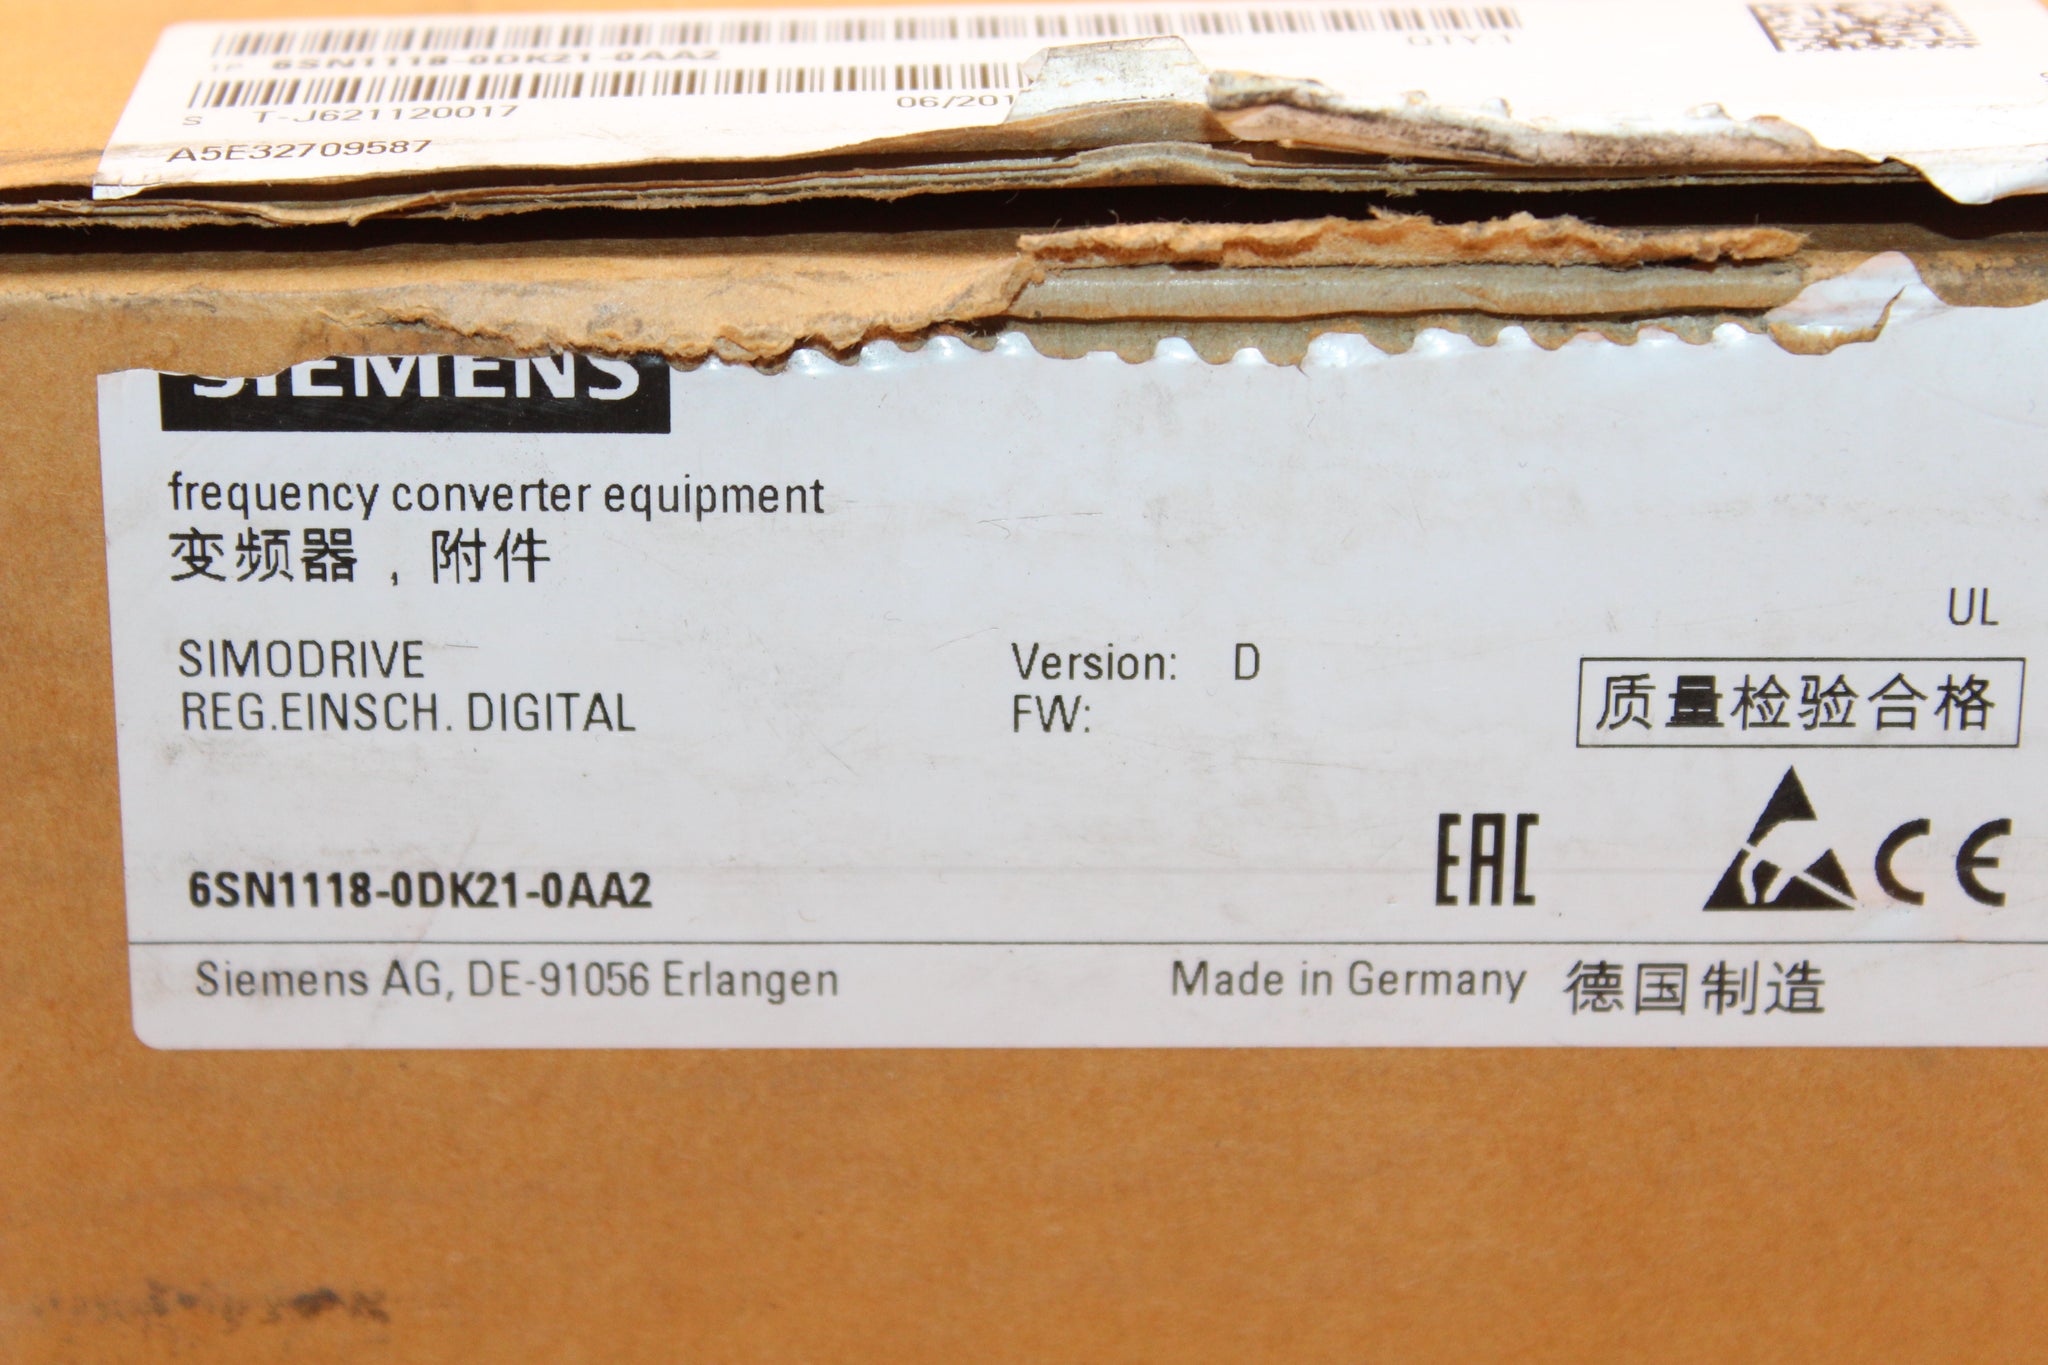 1P 6SN1118-0DK21-0AA2
QTY:1
S T-J621120017
06/201
A5E32709587
SIEMENS
frequency converter equipment
变频器，附件
UL
SIMODRIVE
Version: D
REG.EINSCH. DIGITAL
FW:
质量检验合格
EAC
CE
6SN1118-0DK21-0AA2
Siemens AG, DE-91056 Erlangen
Made in Germany 德国制造